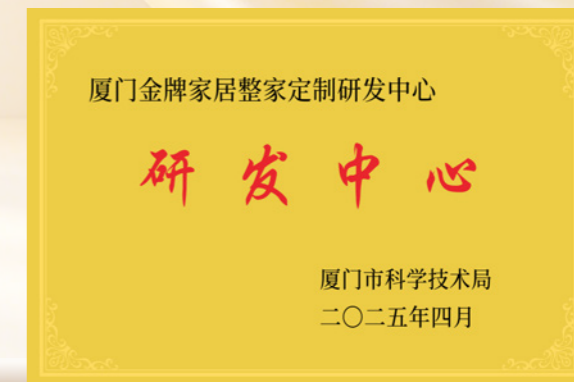 厦门金牌家居整家定制研发中心
研发中心
厦门市科学技术局
二〇二五年四月